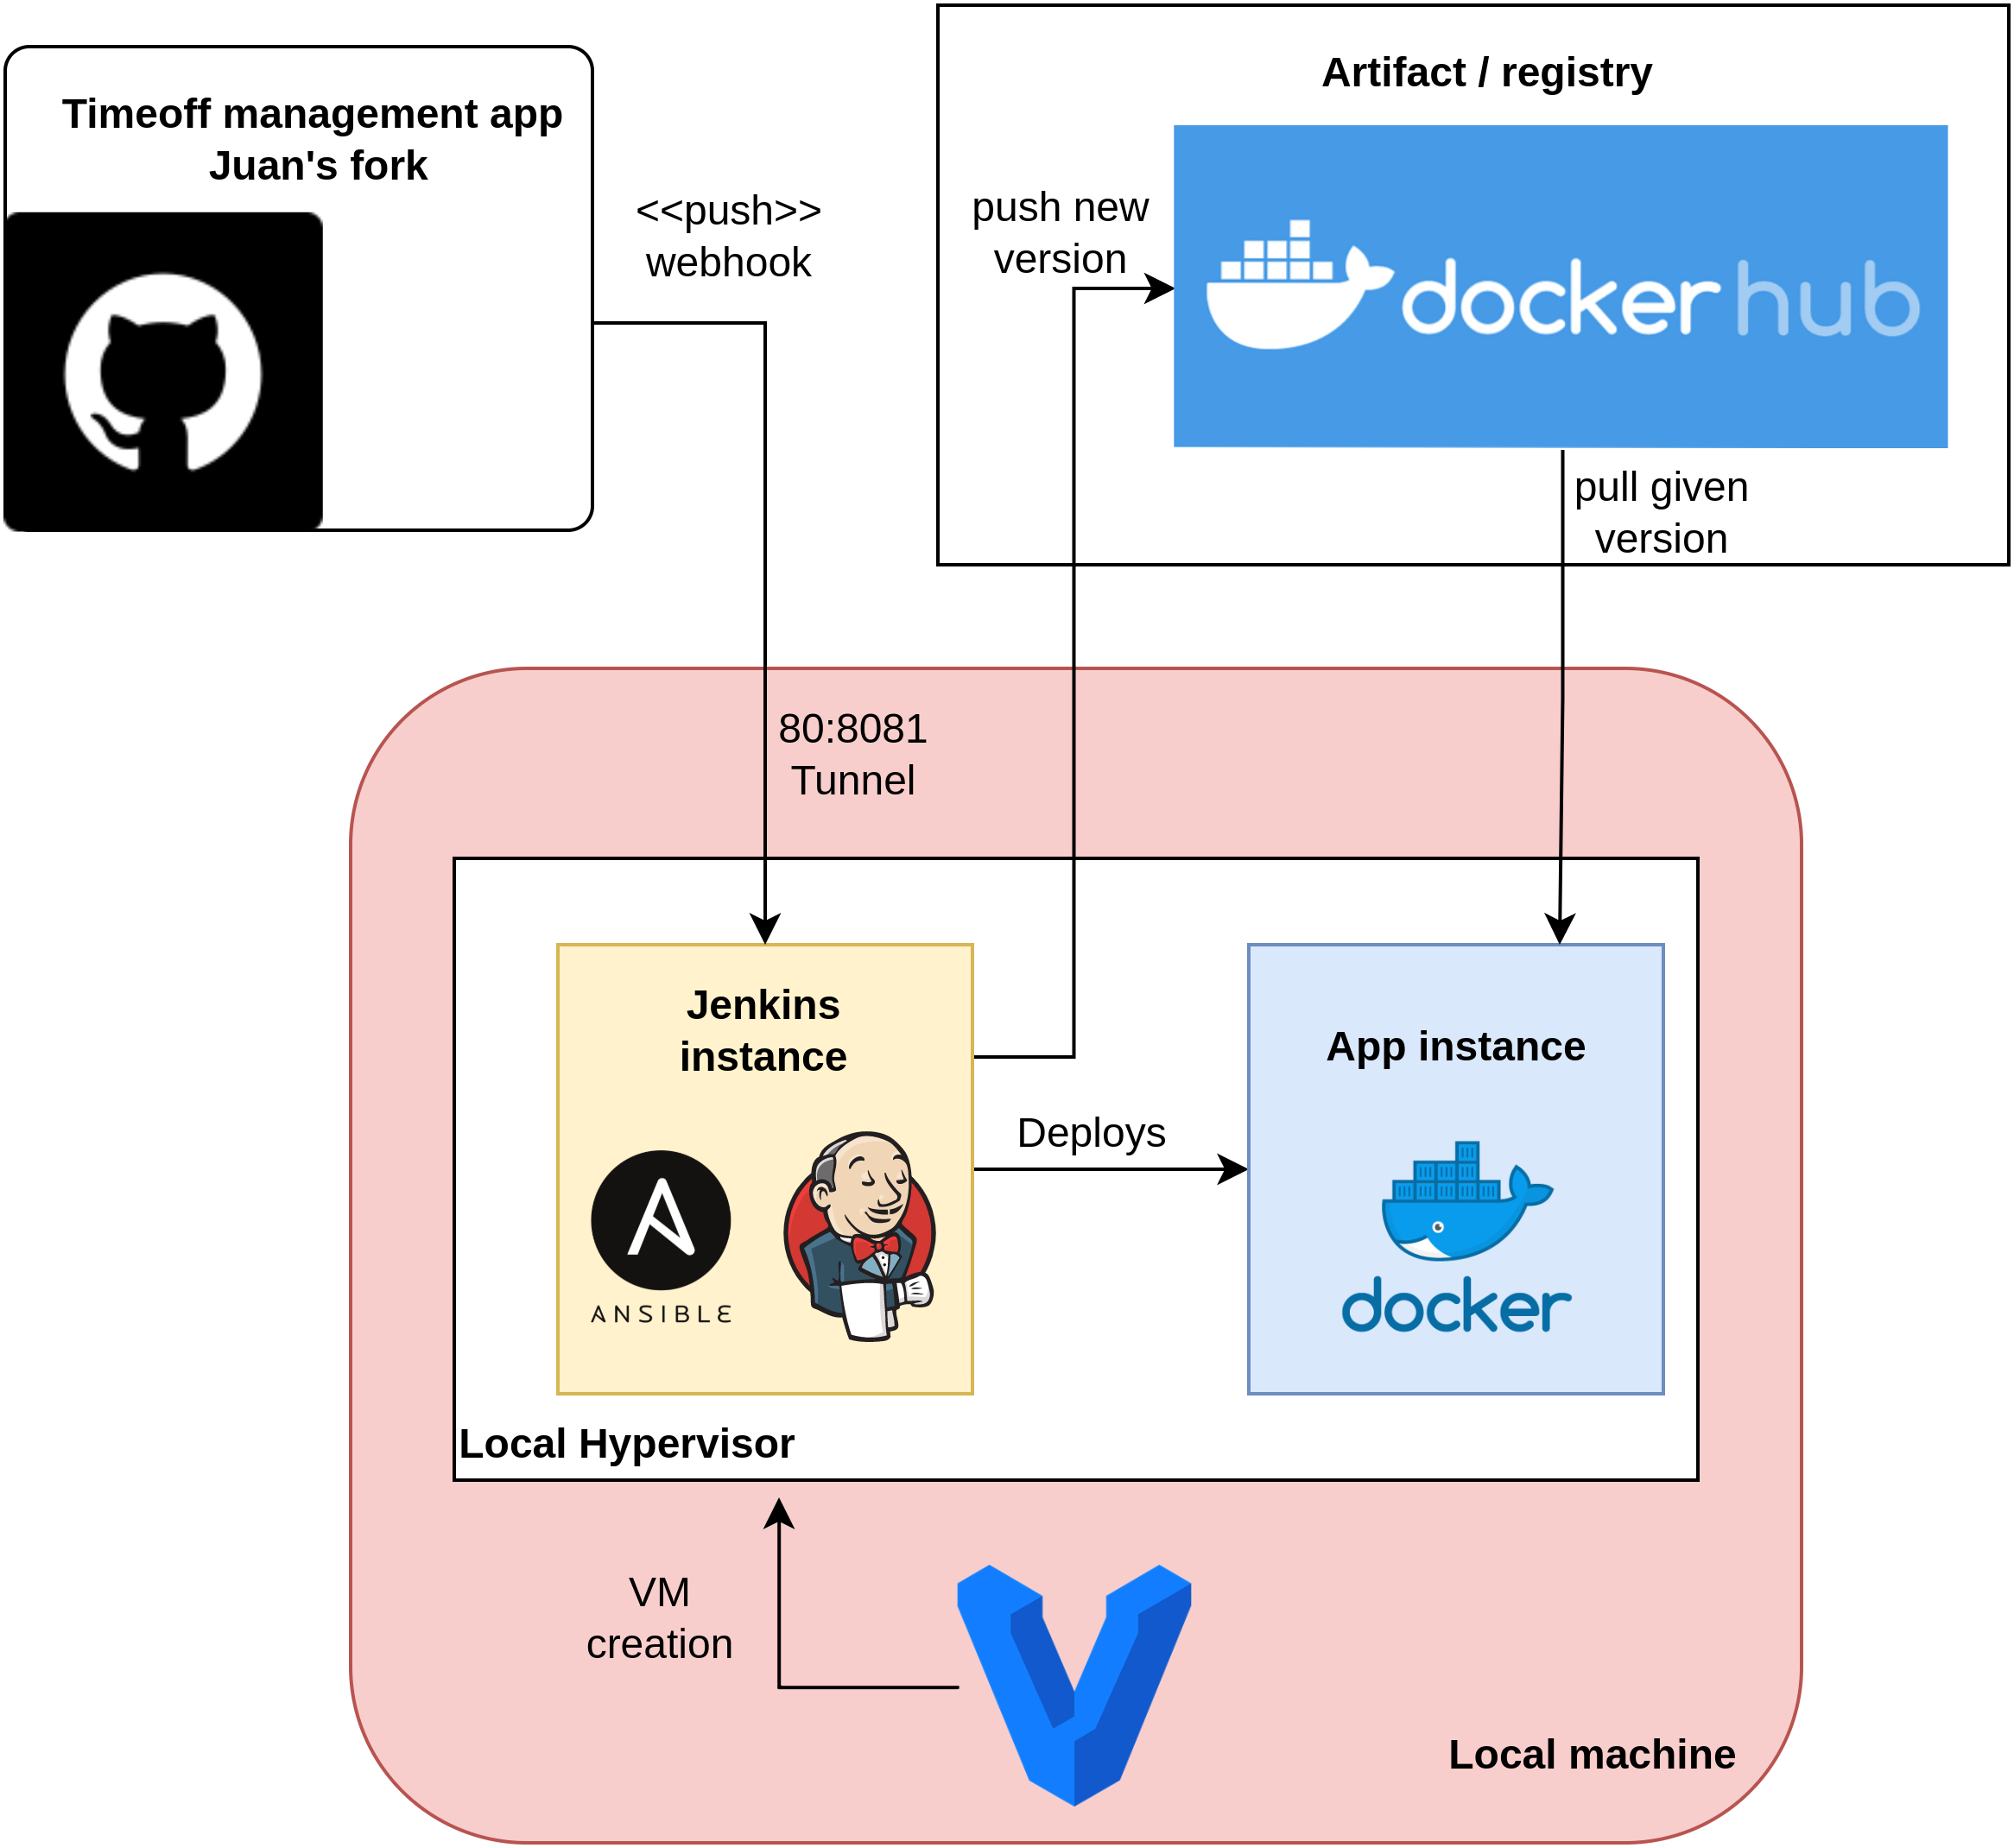 Timeoff management app
Juan's fork
<<push>>
webhook
Artifact / registry
push new
version
docker hub
pull given
version
80:8081
Tunnel
Jenkins
instance
ANSIBLE
Deploys
App instance
docker
Local Hypervisor
VM
creation
Local machine